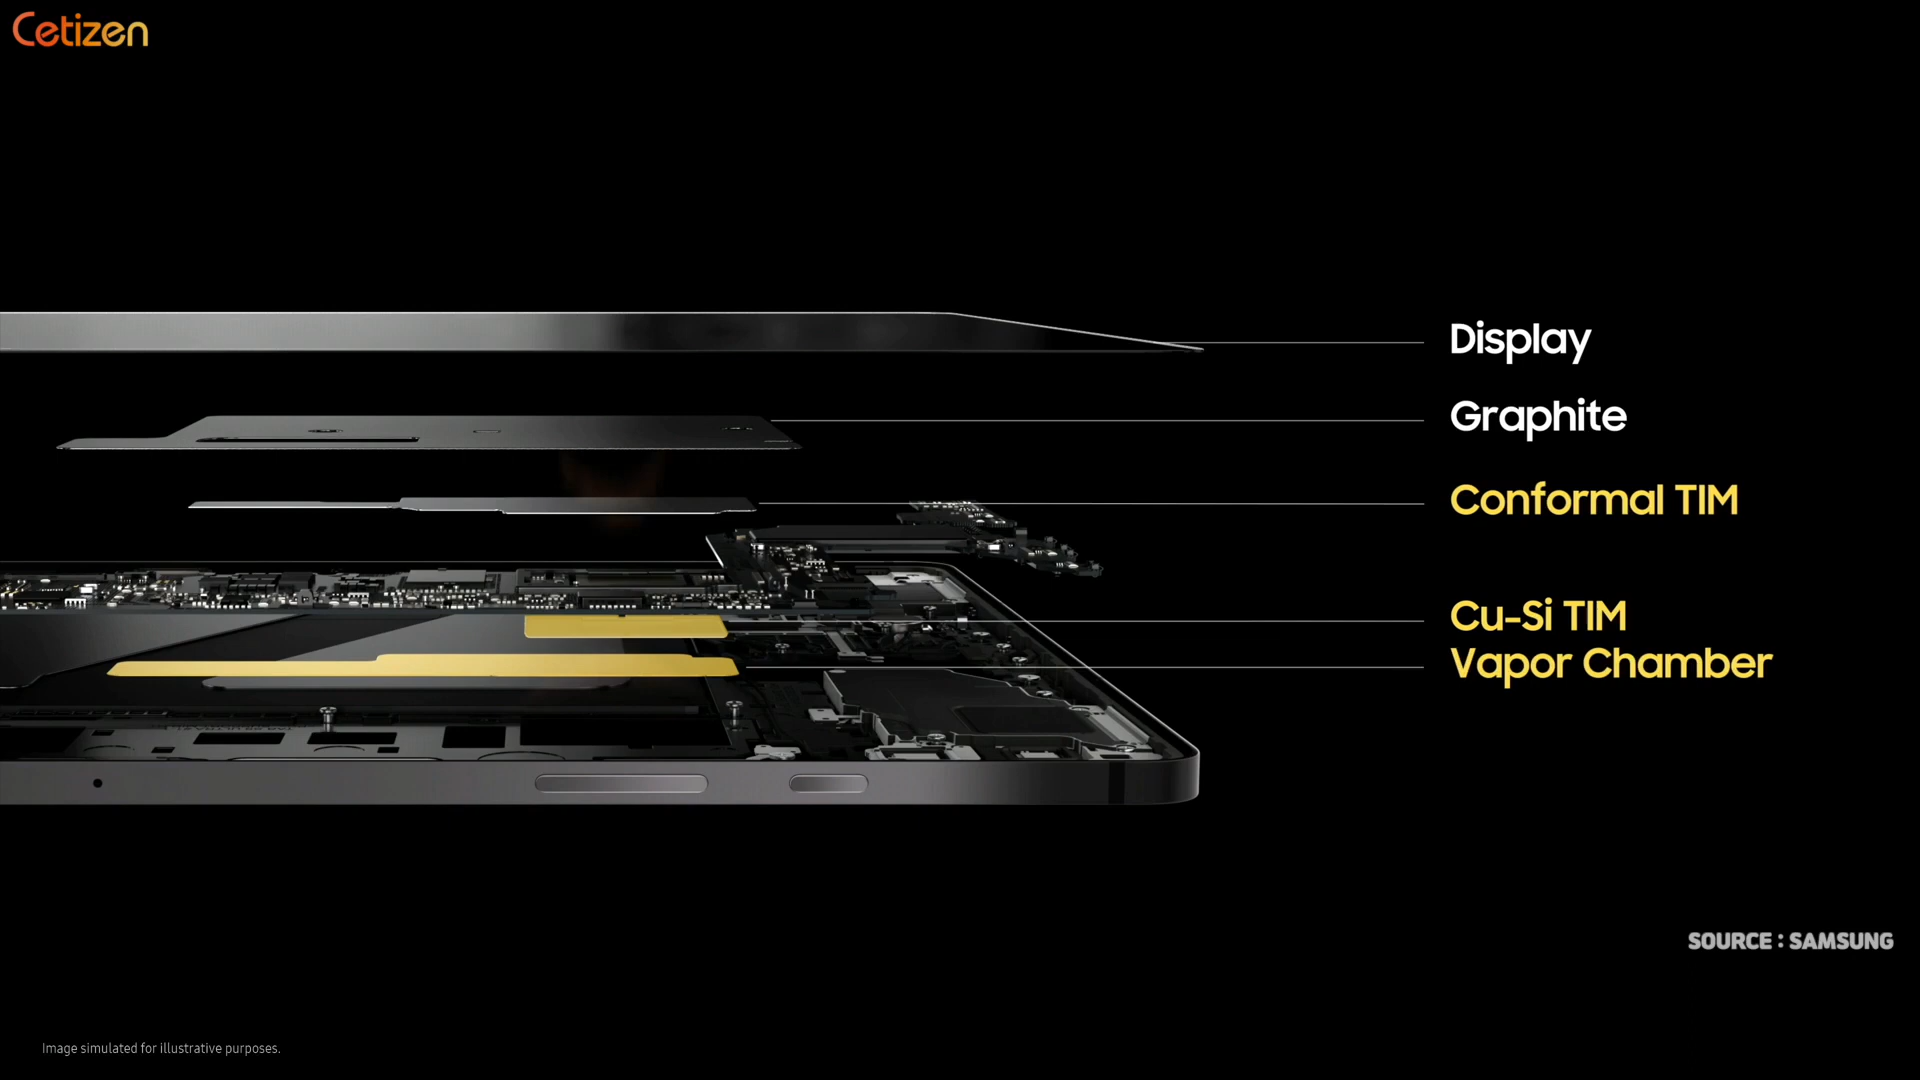 Cetizen
Display
Graphite
Conformal TIM
Cu-Si TIM
Vapor Chamber
SOURCE : SAMSUNG
Image simulated for illustrative purposes.